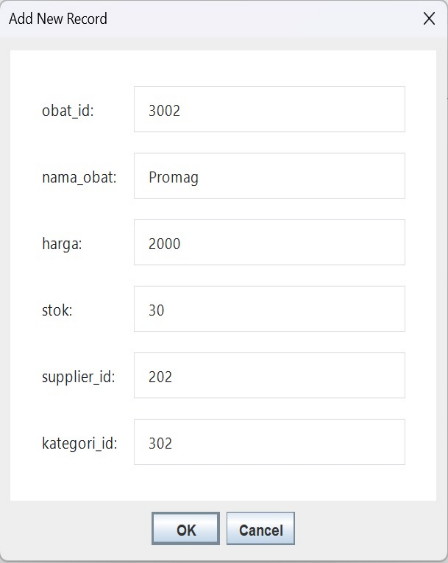 Add New Record
obat_id: 3002
nama_obat: Promag
harga: 2000
stok: 30
supplier_id: 202
kategori_id: 302
OK Cancel